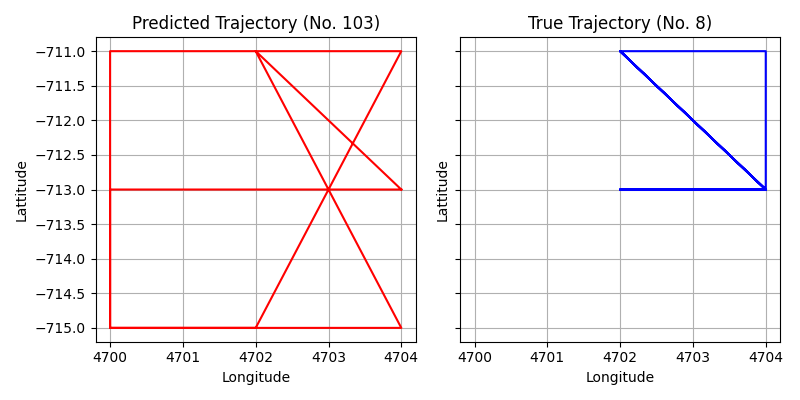 Predicted Trajectory (No. 103)
True Trajectory (No. 8)
−711.0
−711.5
−712.0
−712.5
−713.0
−713.5
−714.0
−714.5
−715.0
Lattitude
Lattitude
4700 4701 4702 4703 4704
4700 4701 4702 4703 4704
Longitude
Longitude